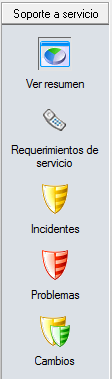 Soporte a servicio
Ver resumen
Requerimientos de
servicio
Incidentes
Problemas
Cambios